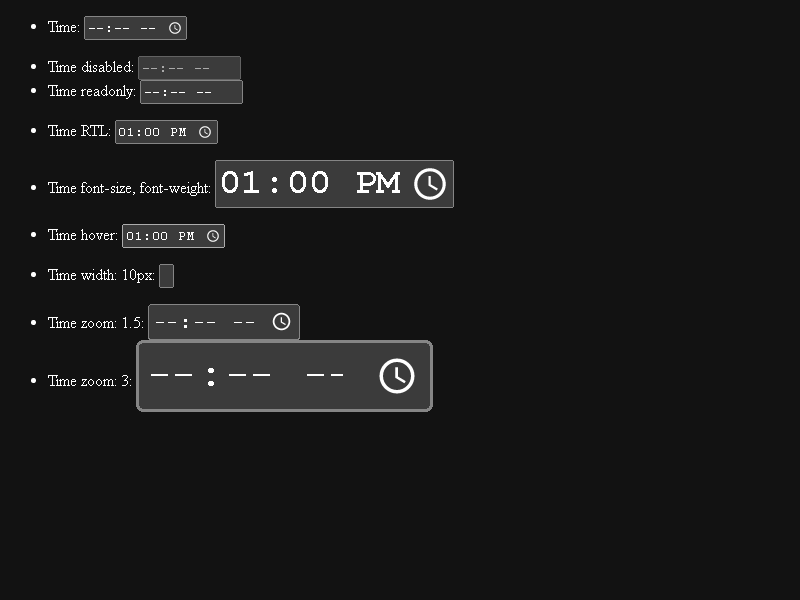 Time: --:-- --
Time disabled: --:-- --
Time readonly: --:-- --
Time RTL: 01:00 PM
Time font-size, font-weight: 01:00 PM
Time hover: 01:00 PM
Time width: 10px:
Time zoom: 1.5: --:-- --
Time zoom: 3: --:-- --